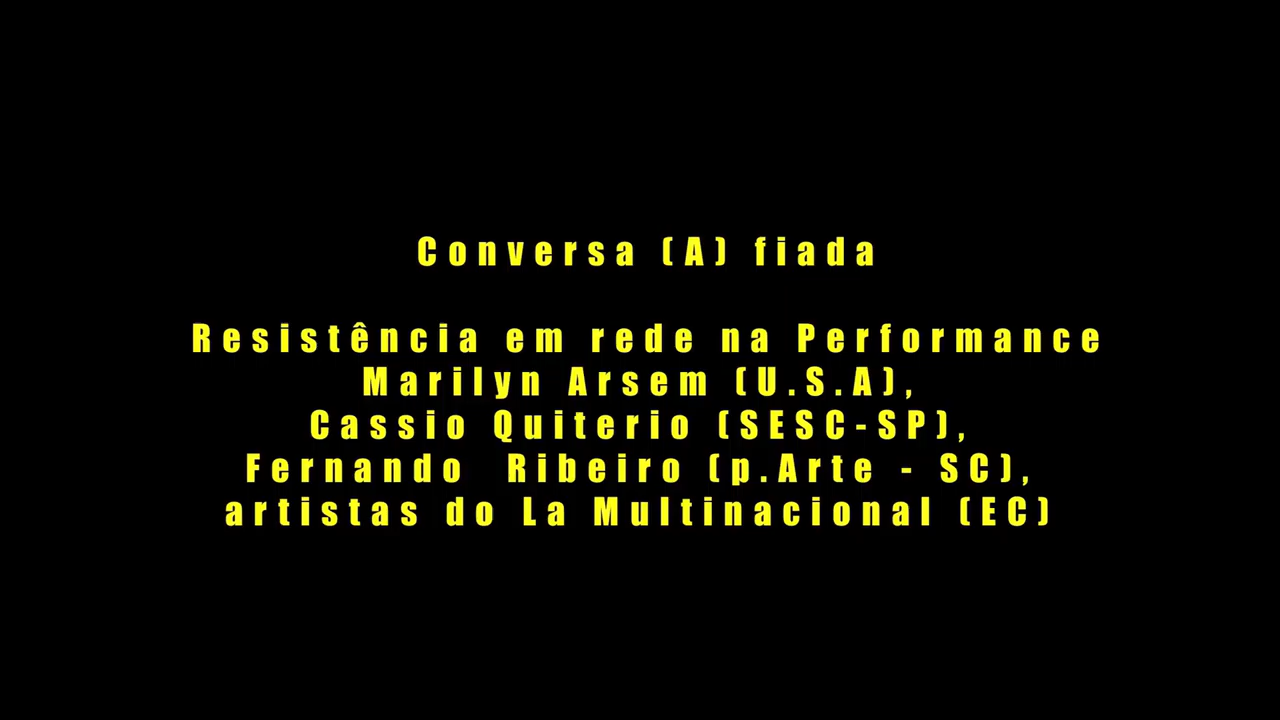 Conversa (A) fiada
Resistência em rede na Performance
Marilyn Arsem (U.S.A),
Cassio Quiterio (SESC-SP),
Fernando Ribeiro (p.Arte - SC),
artistas do La Multinacional (EC)